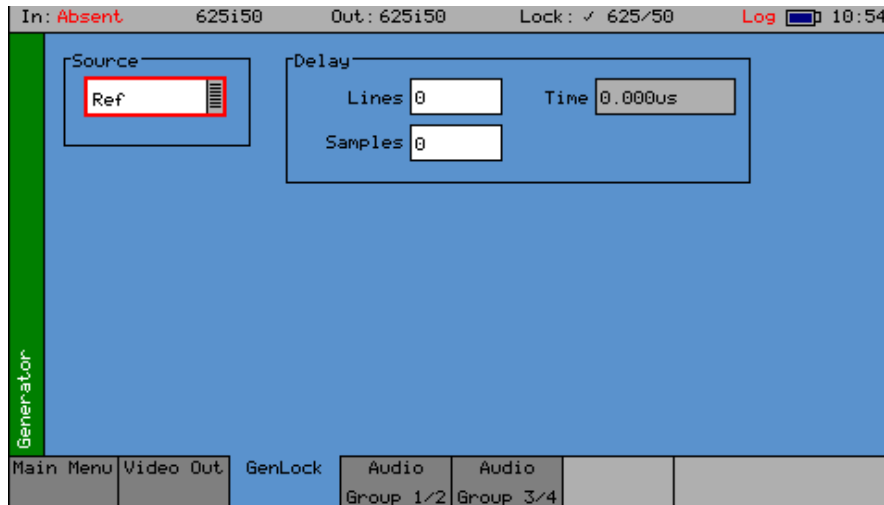 In: Absent 625i50 Out: 625i50 Lock: ✓ 625/50 Log 10:54
Source
Ref
Delay
Lines 0 Time 0.000us
Samples 0
Generator
Main Menu Video Out GenLock Audio Group 1/2 Audio Group 3/4